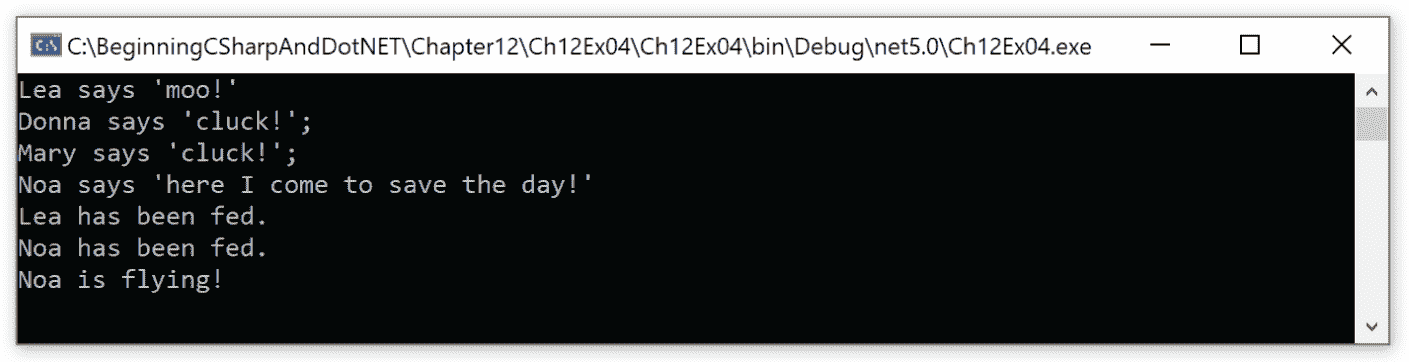 C:\BeginningCSharpAndDotNET\Chapter12\Ch12Ex04\Ch12Ex04\bin\Debug\net5.0\Ch12Ex04.exe
Lea says 'moo!'
Donna says 'cluck!';
Mary says 'cluck!';
Noa says 'here I come to save the day!'
Lea has been fed.
Noa has been fed.
Noa is flying!